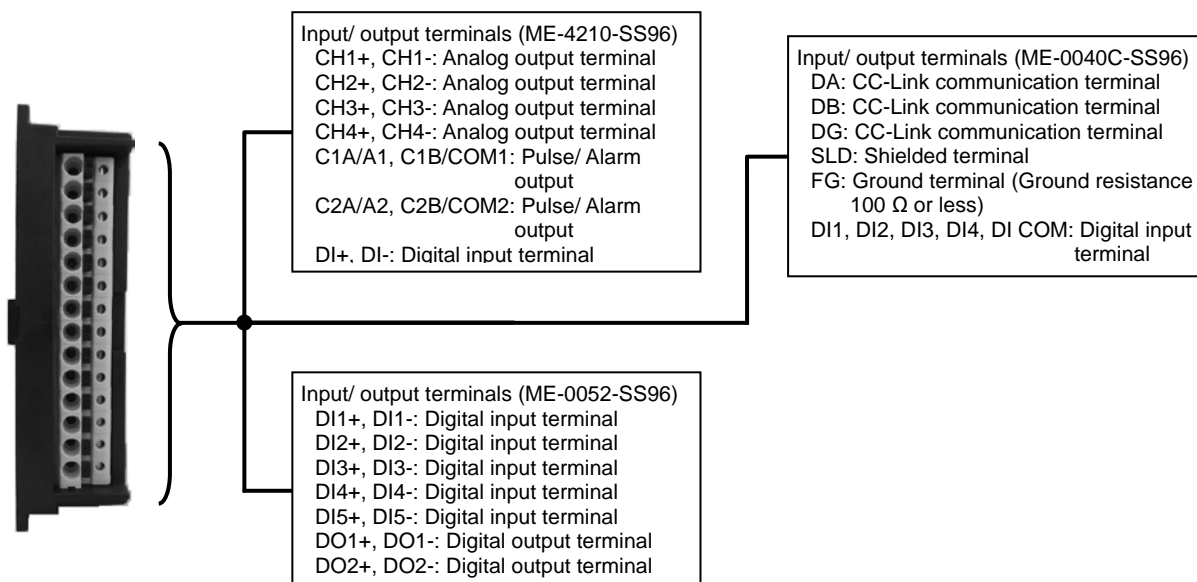 Input/ output terminals (ME-4210-SS96)
CH1+, CH1-: Analog output terminal
CH2+, CH2-: Analog output terminal
CH3+, CH3-: Analog output terminal
CH4+, CH4-: Analog output terminal
C1A/A1, C1B/COM1: Pulse/ Alarm
output
C2A/A2, C2B/COM2: Pulse/ Alarm
output
DI+, DI-: Digital input terminal
Input/ output terminals (ME-0040C-SS96)
DA: CC-Link communication terminal
DB: CC-Link communication terminal
DG: CC-Link communication terminal
SLD: Shielded terminal
FG: Ground terminal (Ground resistance
100 Ω or less)
DI1, DI2, DI3, DI4, DI COM: Digital input
terminal
Input/ output terminals (ME-0052-SS96)
DI1+, DI1-: Digital input terminal
DI2+, DI2-: Digital input terminal
DI3+, DI3-: Digital input terminal
DI4+, DI4-: Digital input terminal
DI5+, DI5-: Digital input terminal
DO1+, DO1-: Digital output terminal
DO2+, DO2-: Digital output terminal